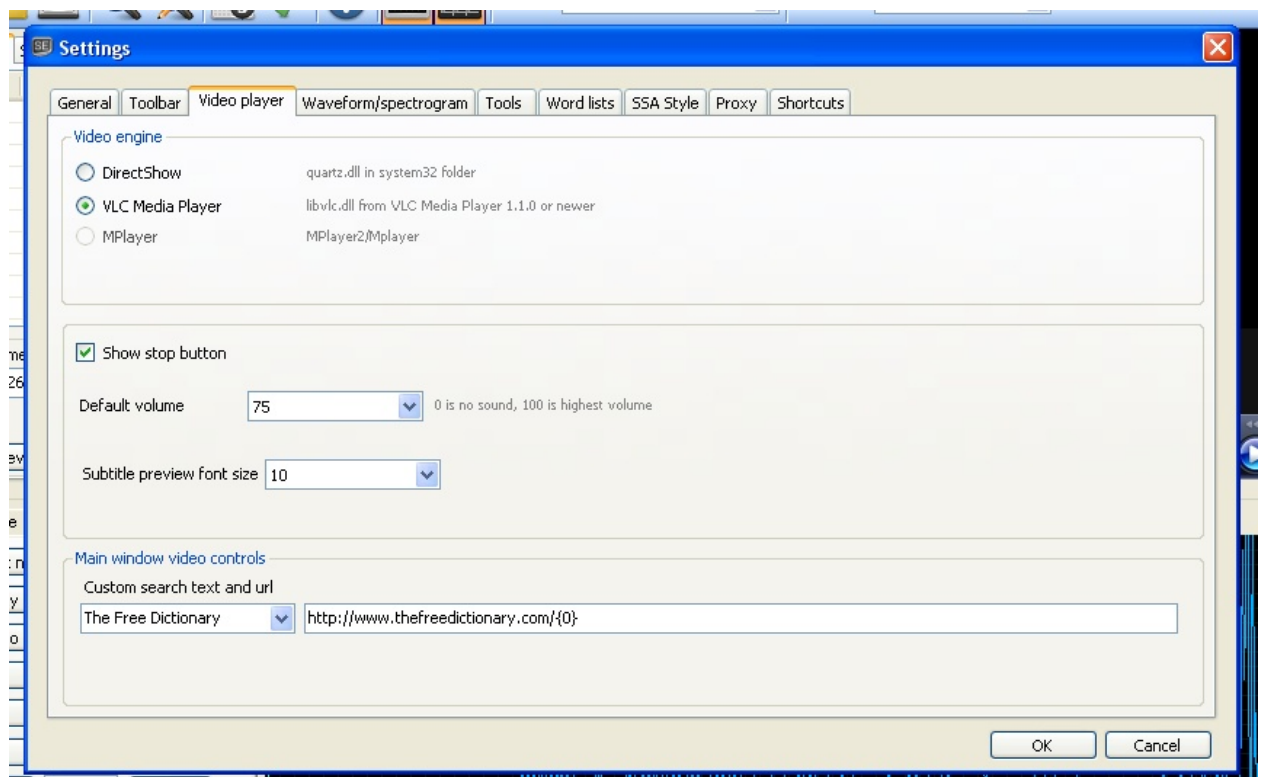 SE Settings
General Toolbar Video player Waveform/spectrogram Tools Word lists SSA Style Proxy Shortcuts
Video engine
DirectShow quartz.dll in system32 folder
VLC Media Player libvlc.dll from VLC Media Player 1.1.0 or newer
MPlayer MPlayer2/Mplayer
Show stop button
Default volume 75 0 is no sound, 100 is highest volume
Subtitle preview font size 10
Main window video controls
Custom search text and url
The Free Dictionary http://www.thefreedictionary.com/{0}
OK Cancel